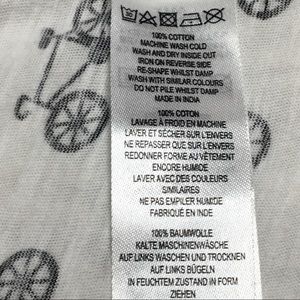 100% COTTON
MACHINE WASH COLD
WASH AND DRY INSIDE OUT
IRON ON REVERSE SIDE
RE-SHAPE WHILST DAMP
WASH WITH SIMILAR COLOURS
DO NOT PILE WHILST DAMP
MADE IN INDIA
100% COTON
LAVAGE À FROID EN MACHINE
LAVER ET SÉCHER SUR L'ENVERS
NE REPASSER QUE SUR L'ENVERS
REDONNER FORME AU VÊTEMENT
ENCORE HUMIDE
LAVER AVEC DES COULEURS
SIMILAIRES
NE PAS EMPILER HUMIDE
FABRIQUÉ EN INDE
100% BAUMWOLLE
KALTE MASCHINENWÄSCHE
AUF LINKS WASCHEN UND TROCKNEN
AUF LINKS BÜGELN
IN FEUCHTEM ZUSTAND IN FORM
ZIEHEN